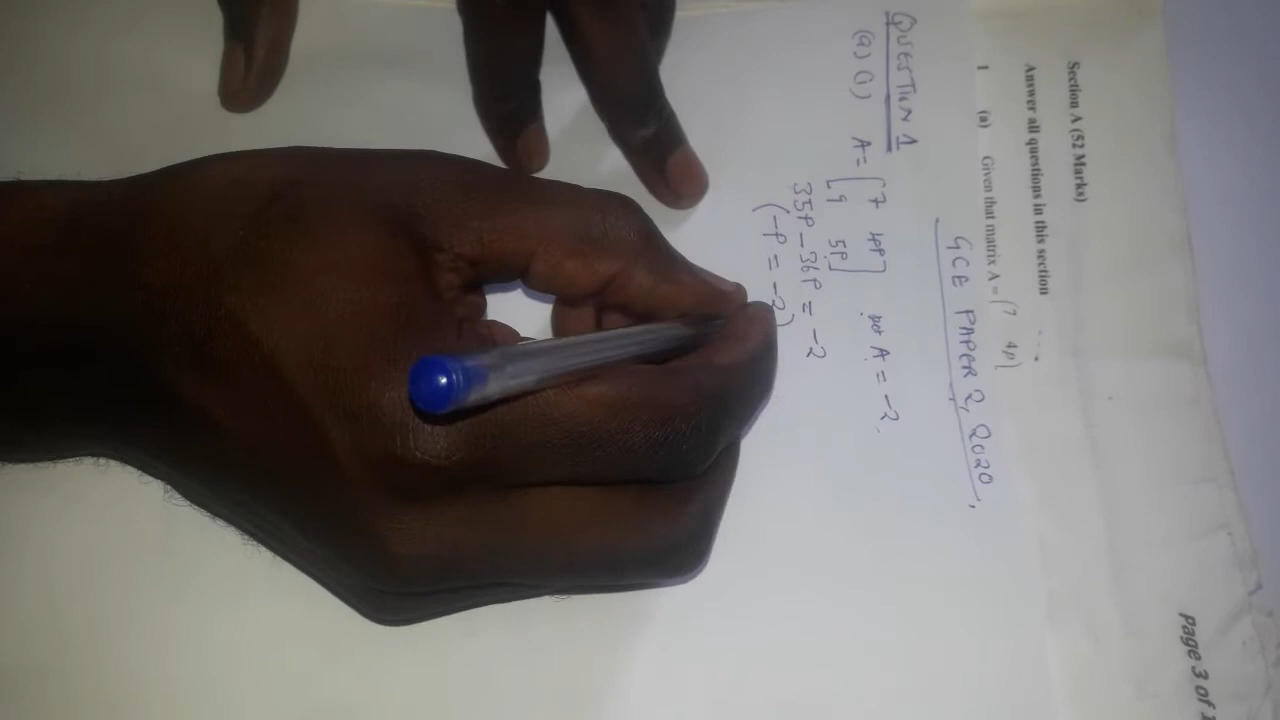 Page 3 of
Section A (52 Marks)
Answer all questions in this section
1 (a) Given that matrix A = (7 4p)
GCE PAPER 2, 2020,
QUESTION 1
(a) (i) A = [7 4P] A = -2.
[9 5P]
35P - 36P = -2
(-P = -2)